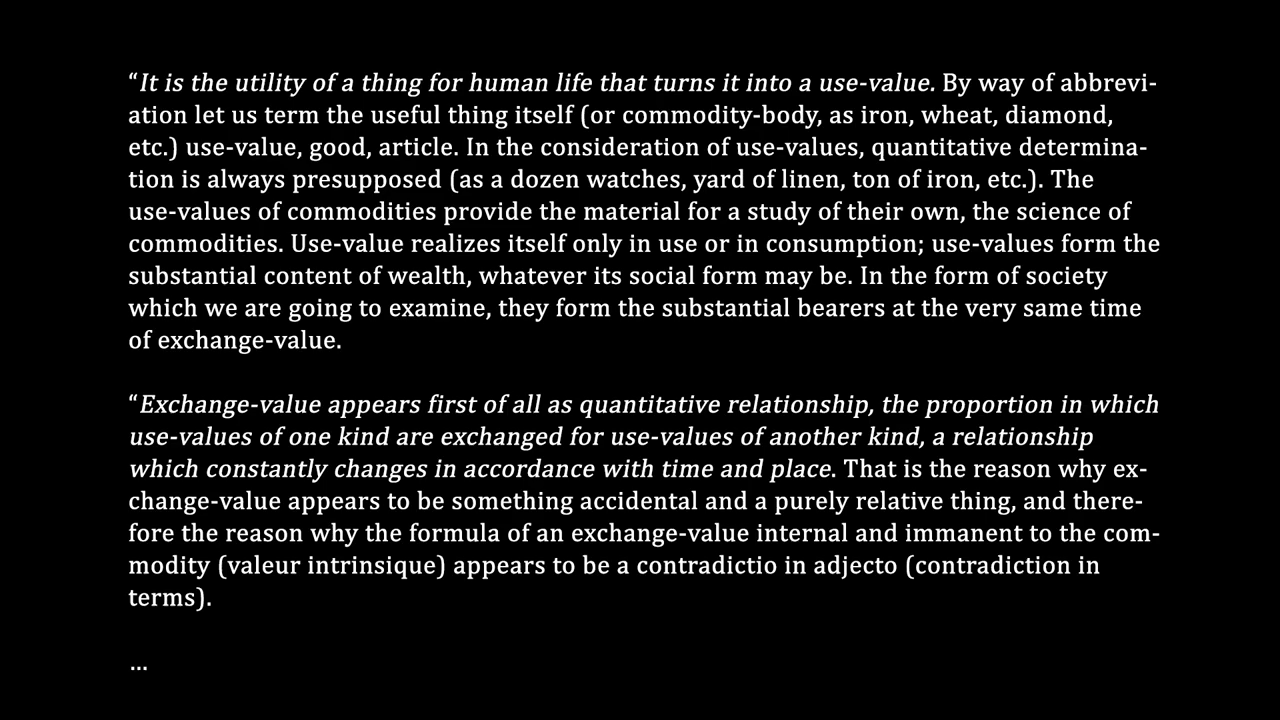 “It is the utility of a thing for human life that turns it into a use-value. By way of abbrevi-
ation let us term the useful thing itself (or commodity-body, as iron, wheat, diamond,
etc.) use-value, good, article. In the consideration of use-values, quantitative determina-
tion is always presupposed (as a dozen watches, yard of linen, ton of iron, etc.). The
use-values of commodities provide the material for a study of their own, the science of
commodities. Use-value realizes itself only in use or in consumption; use-values form the
substantial content of wealth, whatever its social form may be. In the form of society
which we are going to examine, they form the substantial bearers at the very same time
of exchange-value.
“Exchange-value appears first of all as quantitative relationship, the proportion in which
use-values of one kind are exchanged for use-values of another kind, a relationship
which constantly changes in accordance with time and place. That is the reason why ex-
change-value appears to be something accidental and a purely relative thing, and there-
fore the reason why the formula of an exchange-value internal and immanent to the com-
modity (valeur intrinsique) appears to be a contradictio in adjecto (contradiction in
terms).
...